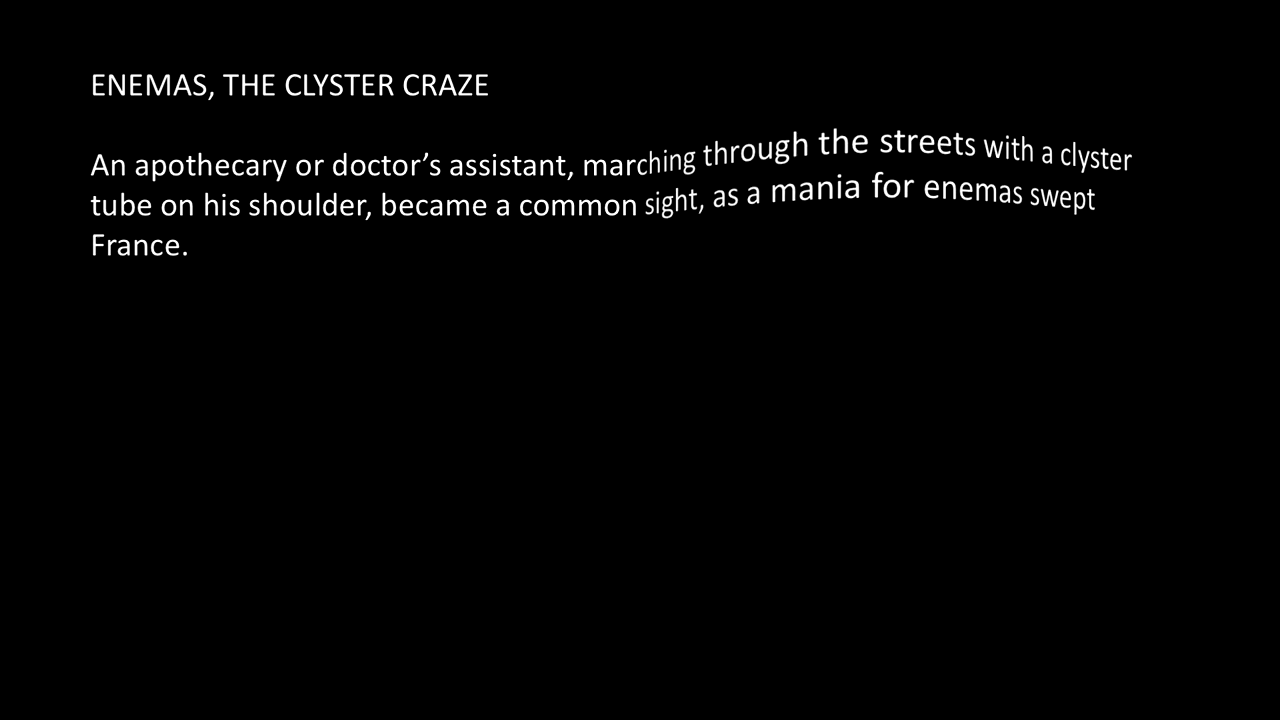 ENEMAS, THE CLYSTER CRAZE
An apothecary or doctor’s assistant, marching through the streets with a clyster
tube on his shoulder, became a common sight, as a mania for enemas swept
France.